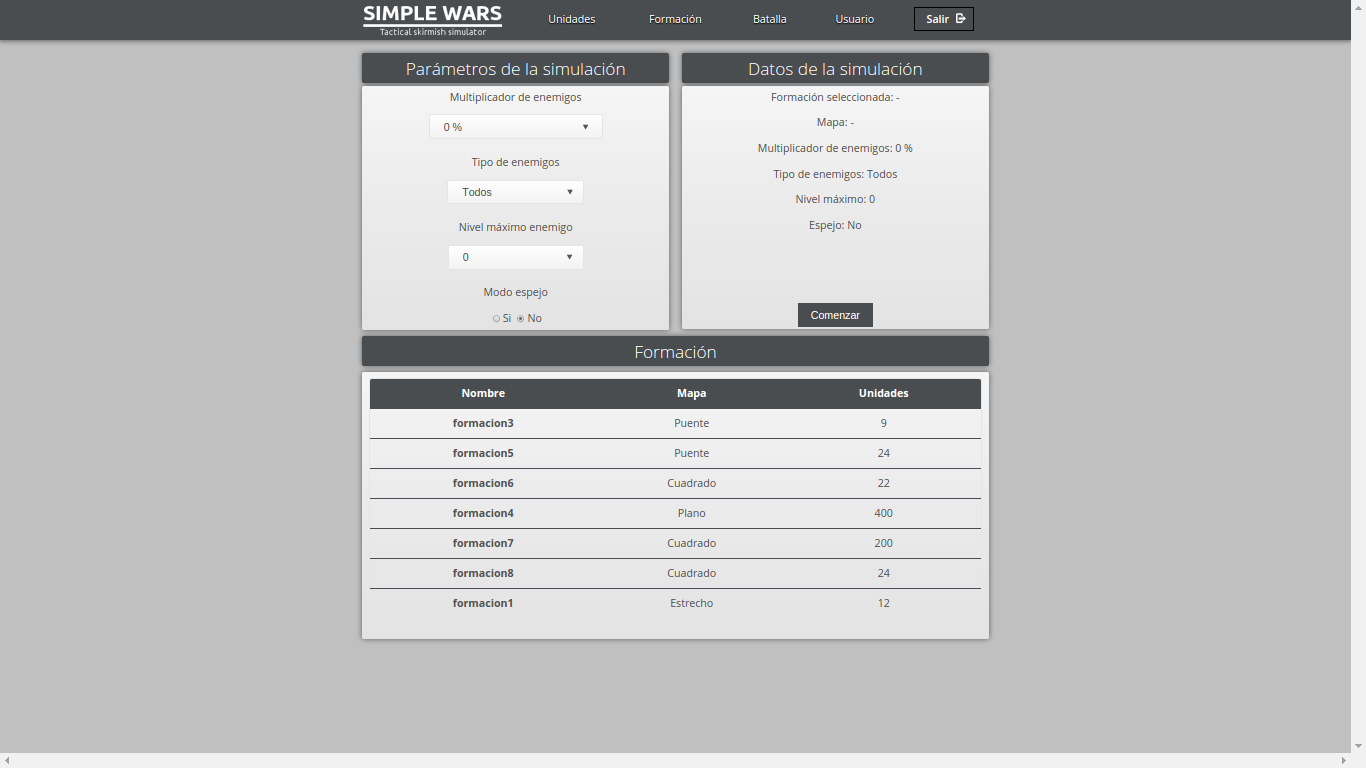 SIMPLE WARS
Tactical skirmish simulator
Unidades Formación Batalla Usuario Salir
Parámetros de la simulación
Multiplicador de enemigos
0 %
Tipo de enemigos
Todos
Nivel máximo enemigo
0
Modo espejo
Si No
Datos de la simulación
Formación seleccionada: -
Mapa: -
Multiplicador de enemigos: 0 %
Tipo de enemigos: Todos
Nivel máximo: 0
Espejo: No
Comenzar
Formación
Nombre Mapa Unidades
formacion3 Puente 9
formacion5 Puente 24
formacion6 Cuadrado 22
formacion4 Plano 400
formacion7 Cuadrado 200
formacion8 Cuadrado 24
formacion1 Estrecho 12